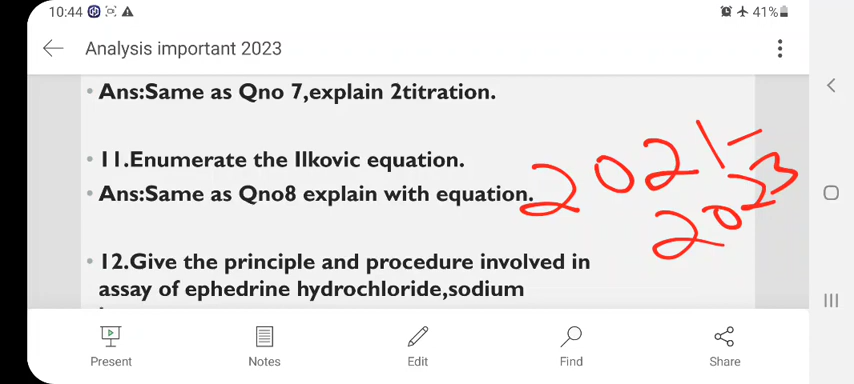 10:44 41%
Analysis important 2023
Ans:Same as Qno 7,explain 2titration.
11.Enumerate the Ilkovic equation.
Ans:Same as Qno8 explain with equation.
2021-
2023
12.Give the principle and procedure involved in
assay of ephedrine hydrochloride,sodium
Present Notes Edit Find Share